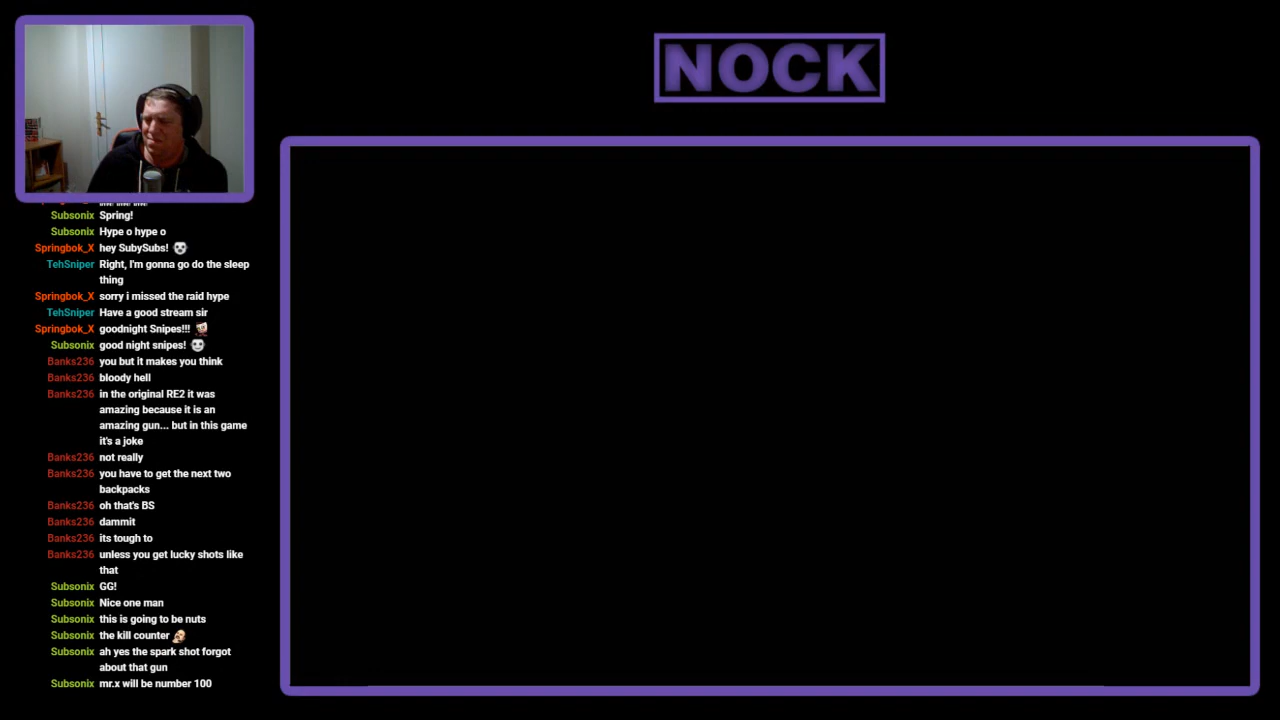 NOCK
Subsonix Spring!
Subsonix Hype o hype o
Springbok_X hey SubySubs!
TehSniper Right, I'm gonna go do the sleep
thing
Springbok_X sorry i missed the raid hype
TehSniper Have a good stream sir
Springbok_X goodnight Snipes!!!
Subsonix good night snipes!
Banks236 you but it makes you think
Banks236 bloody hell
Banks236 in the original RE2 it was
amazing because it is an
amazing gun... but in this game
it's a joke
Banks236 not really
Banks236 you have to get the next two
backpacks
Banks236 oh that's BS
Banks236 dammit
Banks236 its tough to
Banks236 unless you get lucky shots like
that
Subsonix GG!
Subsonix Nice one man
Subsonix this is going to be nuts
Subsonix the kill counter
Subsonix ah yes the spark shot forgot
about that gun
Subsonix mr.x will be number 100